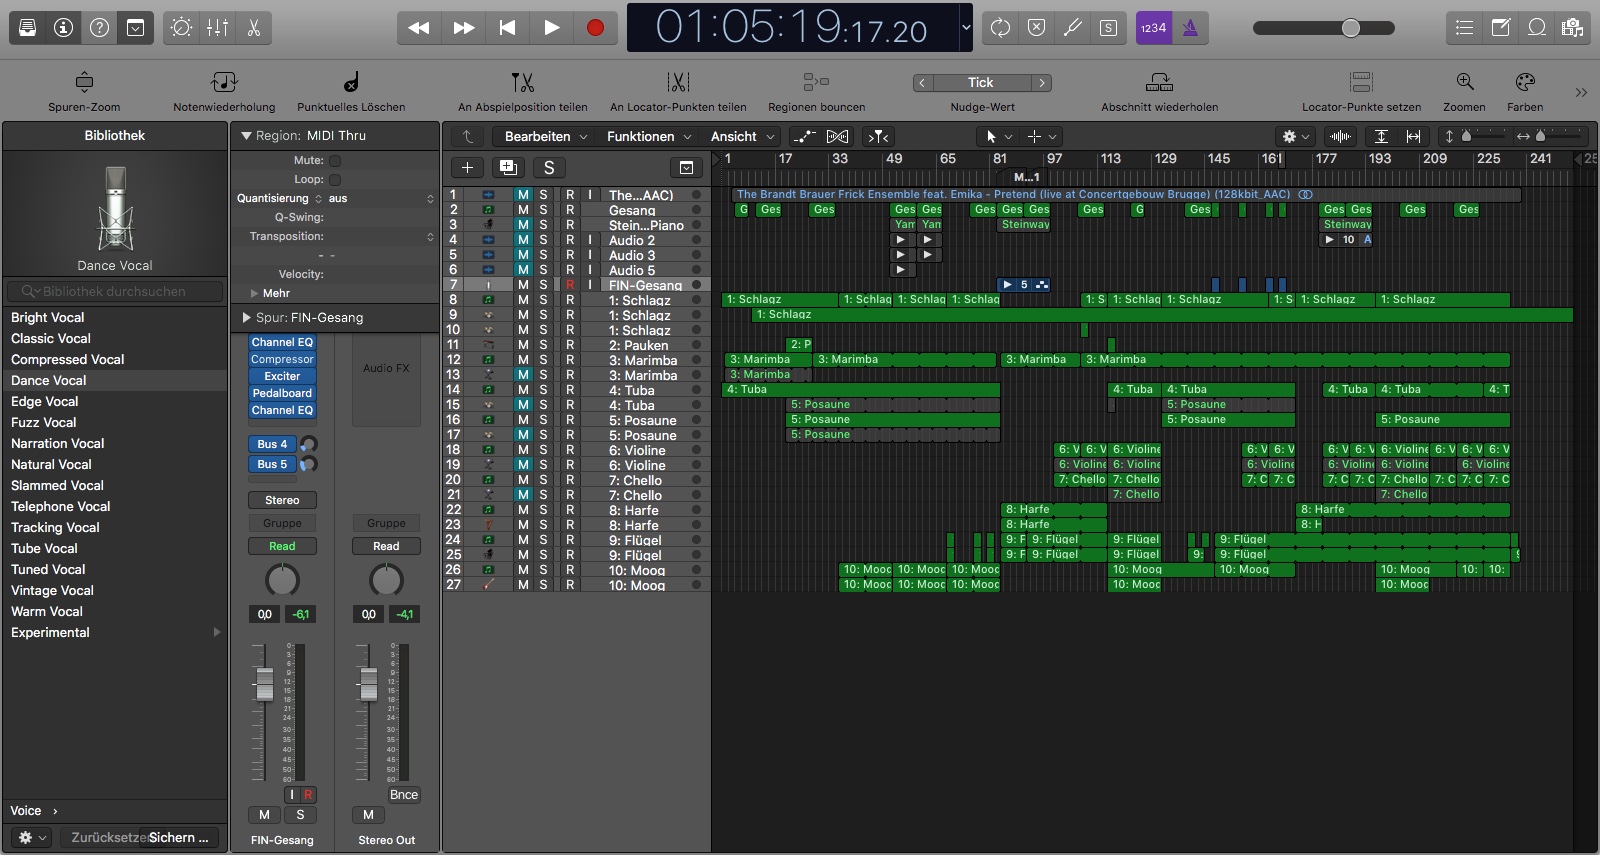 01:05:19:17.20
1234
Spuren-Zoom
Notenwiederholung
Punktuelles Löschen
An Abspielposition teilen
An Locator-Punkten teilen
Regionen bouncen
Tick
Nudge-Wert
Abschnitt wiederholen
Locator-Punkte setzen
Zoomen
Farben
Bibliothek
Dance Vocal
Bibliothek durchsuchen
Bright Vocal
Classic Vocal
Compressed Vocal
Dance Vocal
Edge Vocal
Fuzz Vocal
Narration Vocal
Natural Vocal
Slammed Vocal
Telephone Vocal
Tracking Vocal
Tube Vocal
Tuned Vocal
Vintage Vocal
Warm Vocal
Experimental
Voice
Zurücksetze
Sichern ...
Region: MIDI Thru
Mute:
Loop:
Quantisierung aus
Q-Swing:
Transposition:
- -
Velocity:
Mehr
Spur: FIN-Gesang
Channel EQ
Compressor
Exciter
Pedalboard
Channel EQ
Bus 4
Bus 5
Stereo
Gruppe
Read
0,0 -6,1
I R
M S
FIN-Gesang
Audio FX
Gruppe
Read
0,0 -4,1
Bnce
M
Stereo Out
Bearbeiten Funktionen Ansicht
S
1 17 33 49 65 81 97 113 129 145 161 177 193 209 225 241
M...1
1 M S R I The...AAC) The Brandt Brauer Frick Ensemble feat. Emika - Pretend (live at Concertgebouw Brugge) (128kbit_AAC)
2 M S R Gesang G Ges Ges Ges Ges Ges Ges Ges Ges G Ges Ges Ges Ges Ges
3 M S R Stein...Piano Yam Yam Steinway Steinway
4 M S R I Audio 2 10 A
5 M S R I Audio 3
6 M S R I Audio 5
7 M S R I FIN-Gesang 5
8 M S R 1: Schlagz 1: Schlagz 1: Schlag 1: Schlagz 1: Schlag 1: S 1: Schlagz 1: Schlagz 1: S 1: Schlagz 1: Schlagz
9 M S R 1: Schlagz 1: Schlagz
10 M S R 1: Schlagz
11 M S R 2: Pauken 2: P
12 M S R 3: Marimba 3: Marimba 3: Marimba 3: Marimba 3: Marimba
13 M S R 3: Marimba 3: Marimba
14 M S R 4: Tuba 4: Tuba 4: Tuba 4: Tuba 4: Tuba 4: Tuba 4: T
15 M S R 4: Tuba 5: Posaune 5: Posaune
16 M S R 5: Posaune 5: Posaune 5: Posaune 5: Posaune
17 M S R 5: Posaune 5: Posaune
18 M S R 6: Violine 6: V 6: V 6: Violine 6: V 6: V 6: V 6: V 6: Violine 6: V 6: V 6: V
19 M S R 6: Violine 6: Violine 6: Violine 6: V 6: Violine 6: Violine 6: Violine 6: Violine
20 M S R 7: Chello 7: Chello 7: Chello 7: C 7: C 7: C 7: C 7: Chello 7: C 7: C 7: C
21 M S R 7: Chello 7: Chello 7: Chello
22 M S R 8: Harfe 8: Harfe 8: Harfe
23 M S R 8: Harfe 8: Harfe 8: H
24 M S R 9: Flügel 9: F 9: Flügel 9: Flügel 9: Flügel
25 M S R 9: Flügel 9: F 9: Flügel 9: Flügel 9: 9: Flügel
26 M S R 10: Moog 10: Mooc 10: Moog 10: Moog 10: Moog 10: Moog 10: Moog 10: 10:
27 M S R 10: Moog 10: Mooc 10: Moog 10: Moog 10: Moog 10: Moog